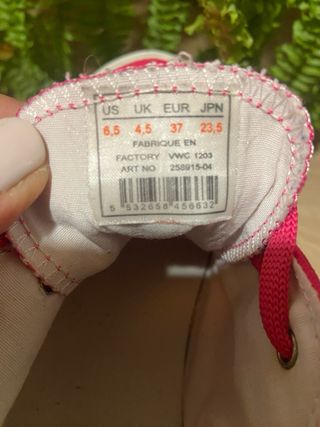 US UK EUR JPN
6,5 4,5 37 23,5
FABRIQUE EN
FACTORY VWC 1203
ART NO 258915-04
5 532658 456632